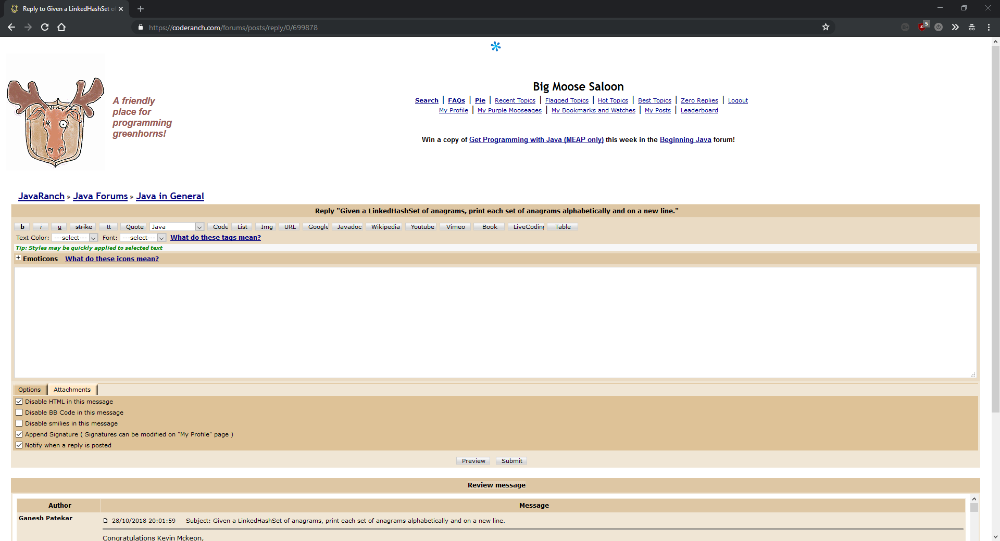 Reply to Given a LinkedHashSet of
https://coderanch.com/forums/posts/reply/0/699878
5
Big Moose Saloon
A friendly
place for
programming
greenhorns!
Search | FAQs | Pie | Recent Topics | Flagged Topics | Hot Topics | Best Topics | Zero Replies | Logout
My Profile | My Purple Mooseages | My Bookmarks and Watches | My Posts | Leaderboard
Win a copy of Get Programming with Java (MEAP only) this week in the Beginning Java forum!
JavaRanch » Java Forums » Java in General
Reply "Given a LinkedHashSet of anagrams, print each set of anagrams alphabetically and on a new line."
b i u strike tt Quote Java Code List Img URL Google Javadoc Wikipedia Youtube Vimeo Book LiveCoding Table
Text Color: ---select--- Font: ---select--- What do these tags mean?
Tip: Styles may be quickly applied to selected text
+ Emoticons What do these icons mean?
Options Attachments
Disable HTML in this message
Disable BB Code in this message
Disable smilies in this message
Append Signature ( Signatures can be modified on "My Profile" page )
Notify when a reply is posted
Preview Submit
Review message
Author Message
Ganesh Patekar
28/10/2018 20:01:59 Subject: Given a LinkedHashSet of anagrams, print each set of anagrams alphabetically and on a new line.
Congratulations Kevin Mckeon,